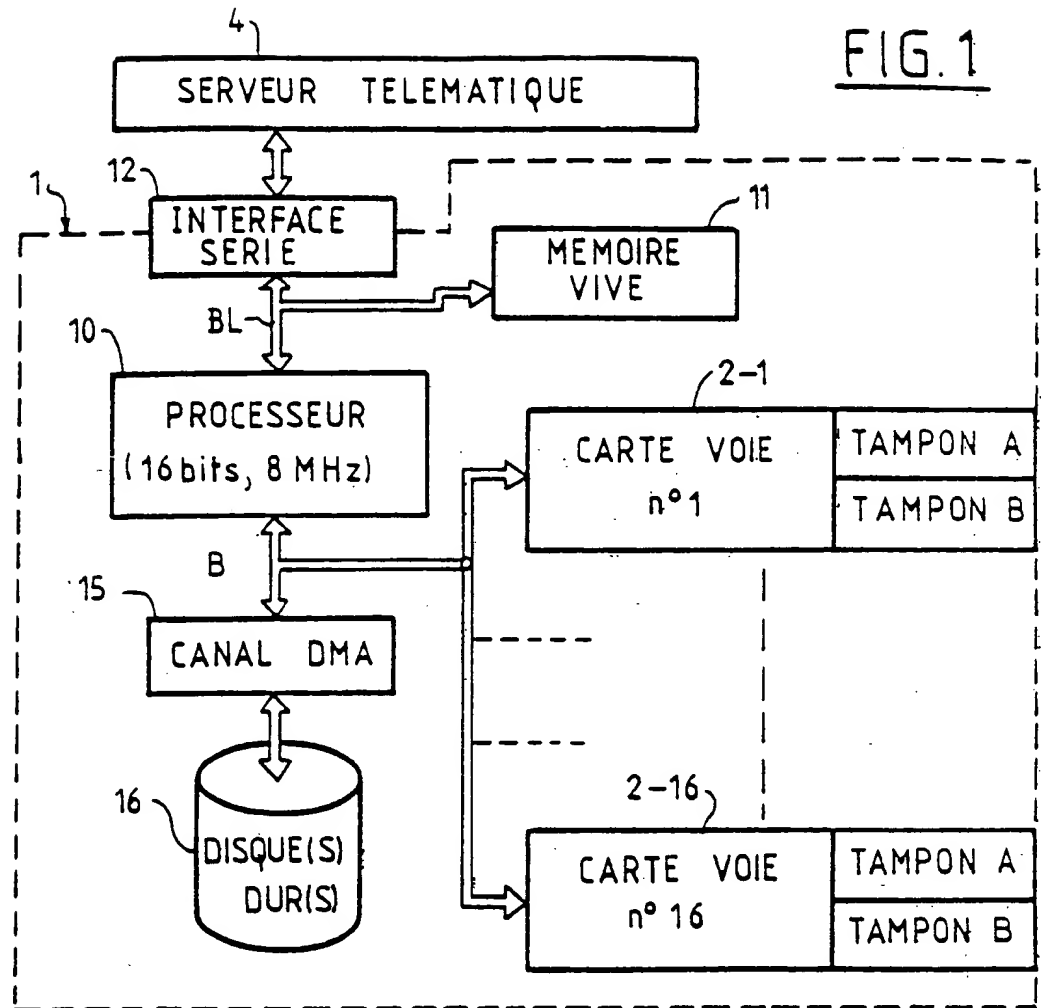 FIG. 1
4
SERVEUR TELEMATIQUE
1
12
INTERFACE
SERIE
11
MEMOIRE
VIVE
BL
10
PROCESSEUR
(16 bits, 8 MHz)
2-1
CARTE VOIE
n° 1
TAMPON A
TAMPON B
B
15
CANAL DMA
16
DISQUE(S)
DUR(S)
2-16
CARTE VOIE
n° 16
TAMPON A
TAMPON B